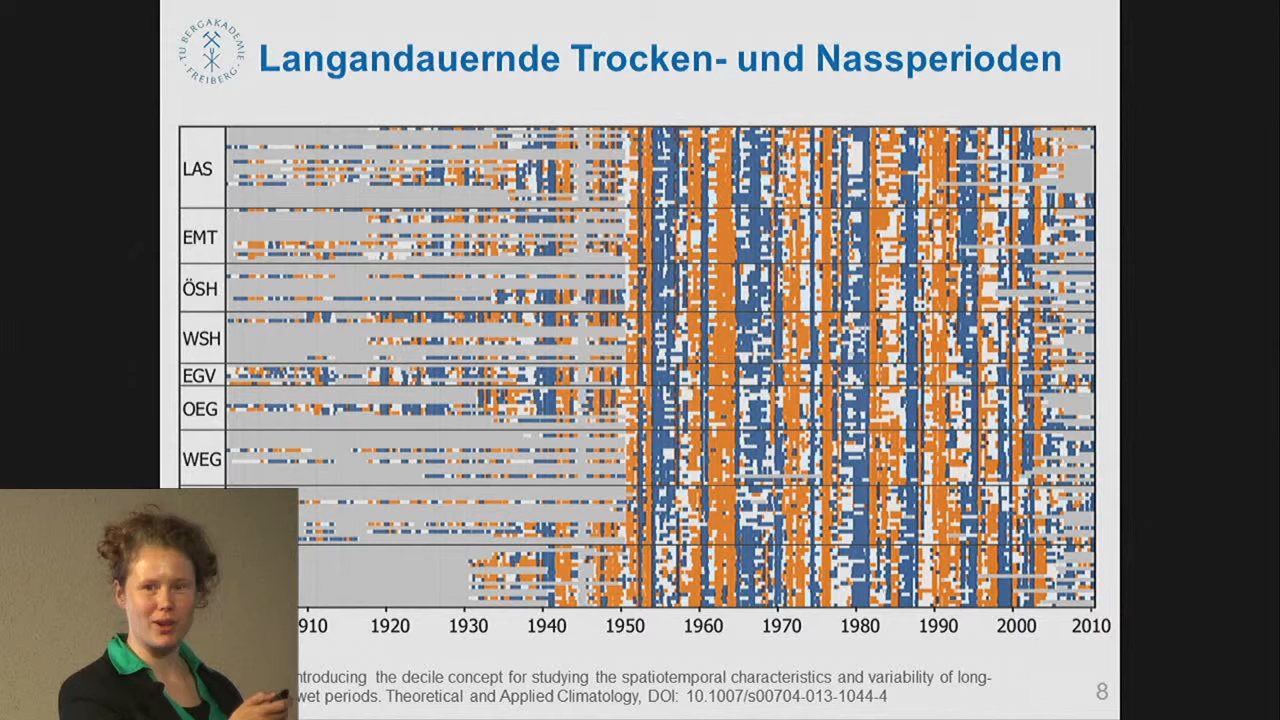 TU BERGAKADEMIE
FREIBERG
Langandauernde Trocken- und Nassperioden
LAS
EMT
ÖSH
WSH
EGV
OEG
WEG
910 1920 1930 1940 1950 1960 1970 1980 1990 2000 2010
ntroducing the decile concept for studying the spatiotemporal characteristics and variability of long-
wet periods. Theoretical and Applied Climatology, DOI: 10.1007/s00704-013-1044-4
8